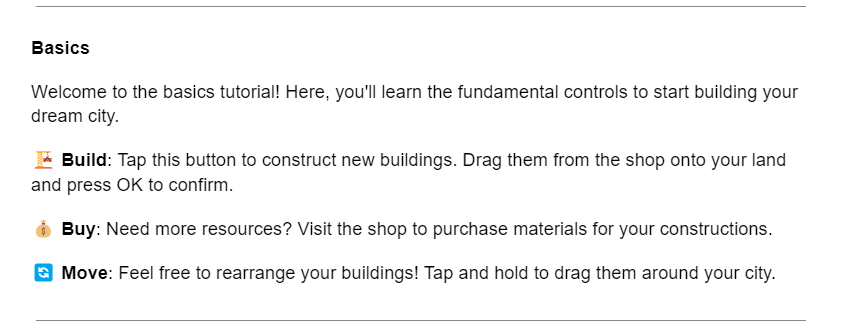 Basics
Welcome to the basics tutorial! Here, you'll learn the fundamental controls to start building your
dream city.
🏗️ Build: Tap this button to construct new buildings. Drag them from the shop onto your land
and press OK to confirm.
💰 Buy: Need more resources? Visit the shop to purchase materials for your constructions.
🔄 Move: Feel free to rearrange your buildings! Tap and hold to drag them around your city.